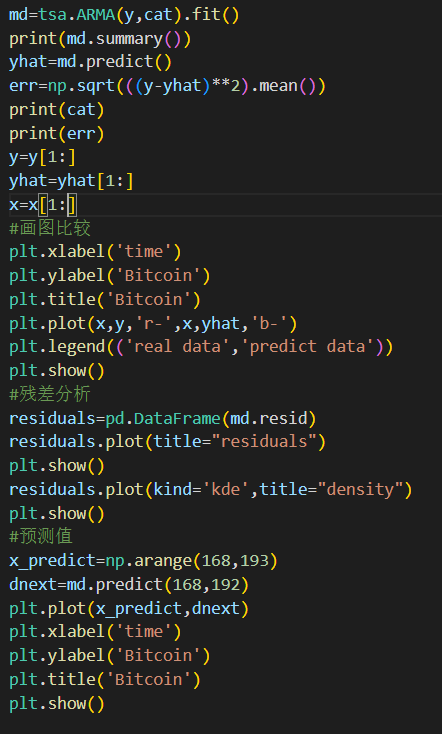 md=tsa.ARMA(y,cat).fit()
print(md.summary())
yhat=md.predict()
err=np.sqrt(((y-yhat)**2).mean())
print(cat)
print(err)
y=y[1:]
yhat=yhat[1:]
x=x[1:]
#画图比较
plt.xlabel('time')
plt.ylabel('Bitcoin')
plt.title('Bitcoin')
plt.plot(x,y,'r-',x,yhat,'b-')
plt.legend(('real data','predict data'))
plt.show()
#残差分析
residuals=pd.DataFrame(md.resid)
residuals.plot(title="residuals")
plt.show()
residuals.plot(kind='kde',title="density")
plt.show()
#预测值
x_predict=np.arange(168,193)
dnext=md.predict(168,192)
plt.plot(x_predict,dnext)
plt.xlabel('time')
plt.ylabel('Bitcoin')
plt.title('Bitcoin')
plt.show()